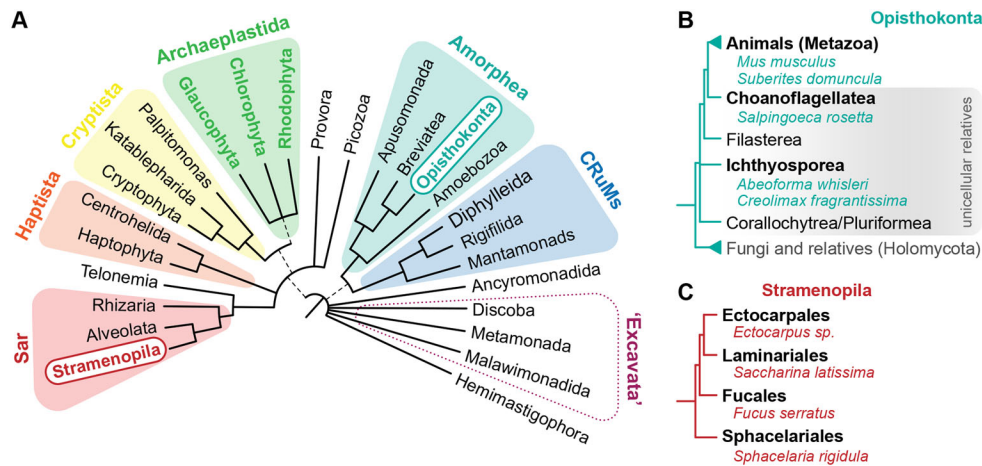 A
Haptista
Cryptista
Archaeplastida
Amorphea
CRuMs
'Excavata'
Sar
Stramenopila
Alveolata
Rhizaria
Telonemia
Haptophyta
Centrohelida
Cryptophyta
Katablepharida
Palpitomonas
Glaucophyta
Chlorophyta
Rhodophyta
Provora
Picozoa
Apusomonada
Breviatea
Opisthokonta
Amoebozoa
Diphylleida
Rigifilida
Mantamonads
Ancyromonadida
Discoba
Metamonada
Malawimonadida
Hemimastigophora
B
Opisthokonta
Animals (Metazoa)
Mus musculus
Suberites domuncula
Choanoflagellatea
Salpingoeca rosetta
Filasterea
Ichthyosporea
Abeoforma whisleri
Creolimax fragrantissima
Corallochytrea/Pluriformea
Fungi and relatives (Holomycota)
unicellular relatives
C
Stramenopila
Ectocarpales
Ectocarpus sp.
Laminariales
Saccharina latissima
Fucales
Fucus serratus
Sphacelariales
Sphacelaria rigidula